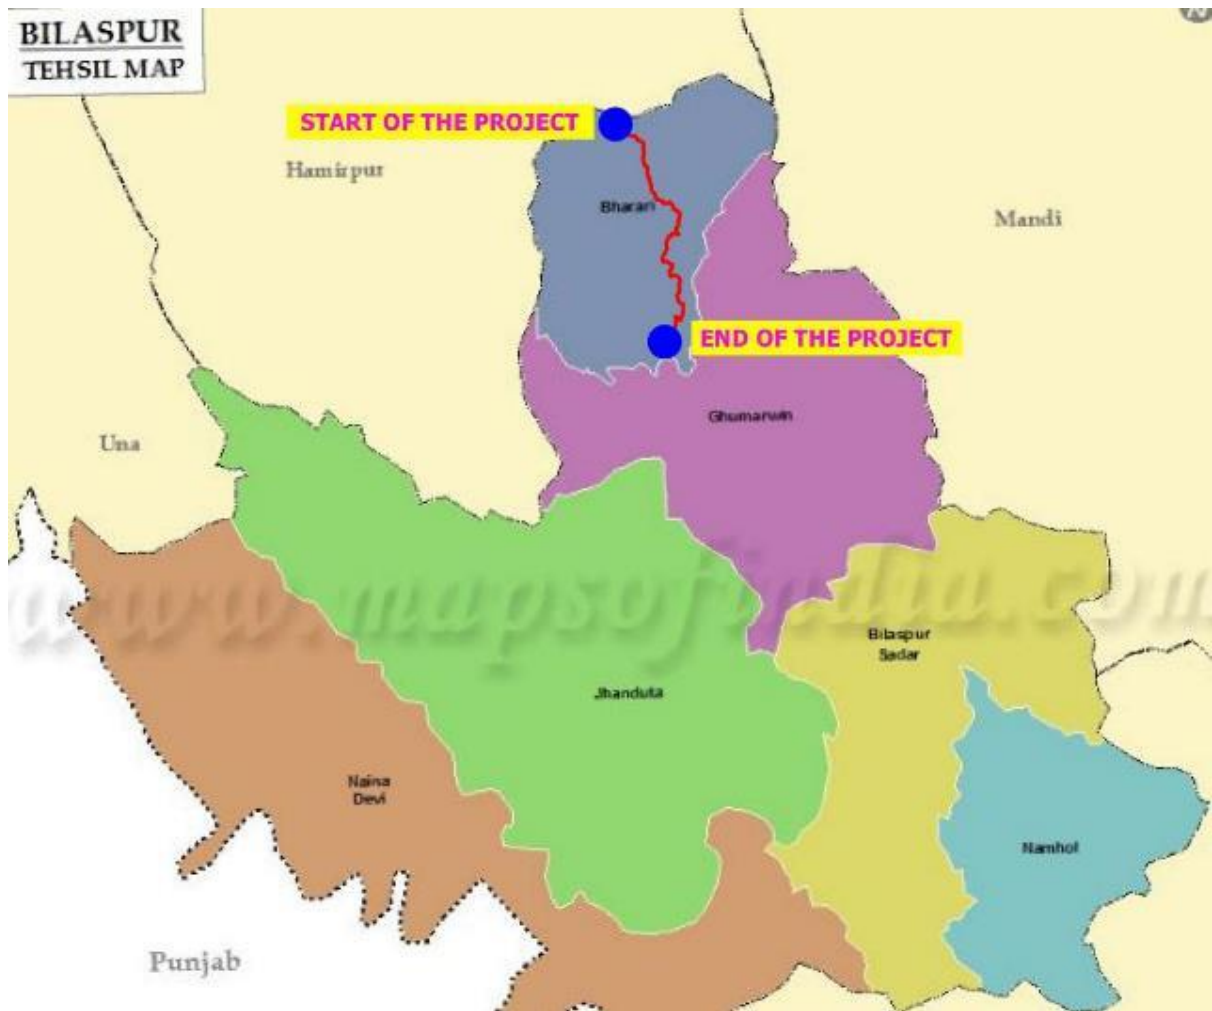 BILASPUR
TEHSIL MAP
START OF THE PROJECT
Hamirpur
Bharari
Mandi
END OF THE PROJECT
Ghumarwin
Una
www.mapsofindia.com
Bilaspur
Sadar
Jhanduta
Naina
Devi
Namhol
Punjab